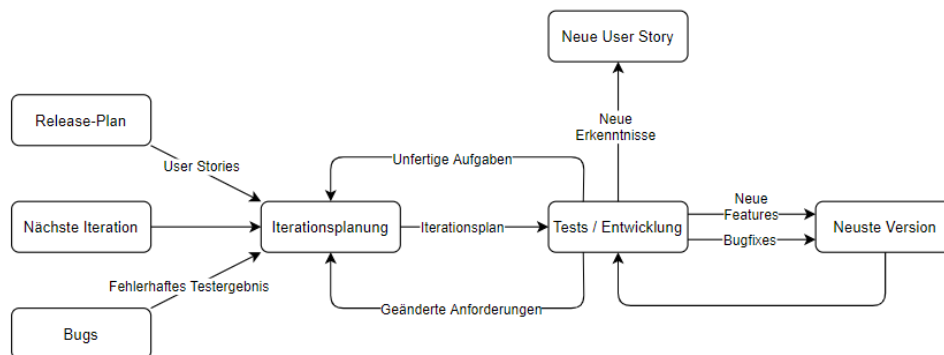 Neue User Story
Neue
Erkenntnisse
Release-Plan
User Stories
Unfertige Aufgaben
Nächste Iteration
Iterationsplanung
Iterationsplan
Tests / Entwicklung
Neue
Features
Bugfixes
Neuste Version
Fehlerhaftes Testergebnis
Geänderte Anforderungen
Bugs